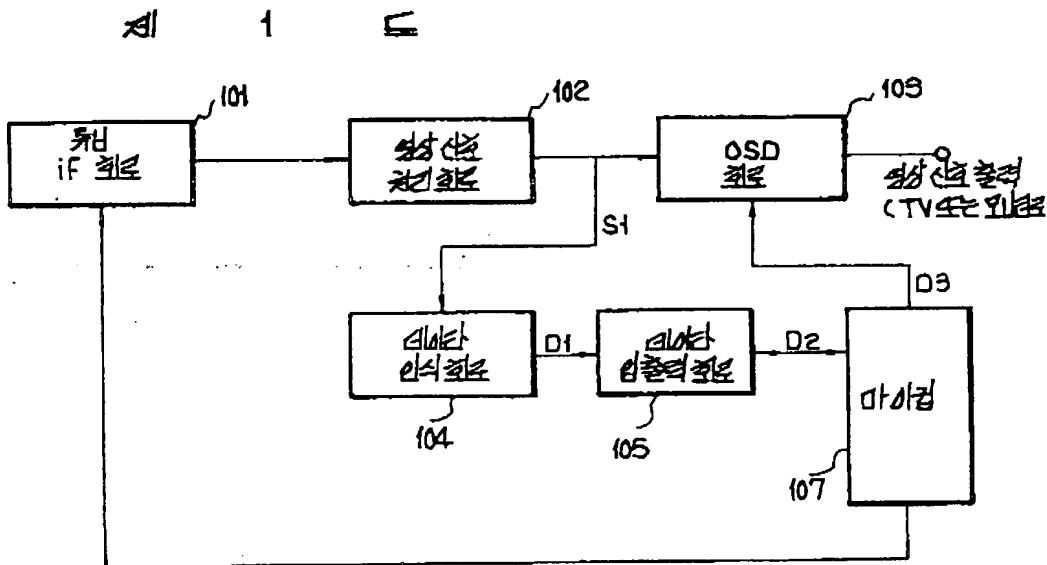 제 1 도
101
튜너
iF 회로
102
영상 신호
처리 회로
103
OSD
회로
영상 신호 출력
( TV 또는 모니터로
S1
D3
데이타
인식 회로
104
D1
데이타
입출력 회로
105
D2
마이컴
107